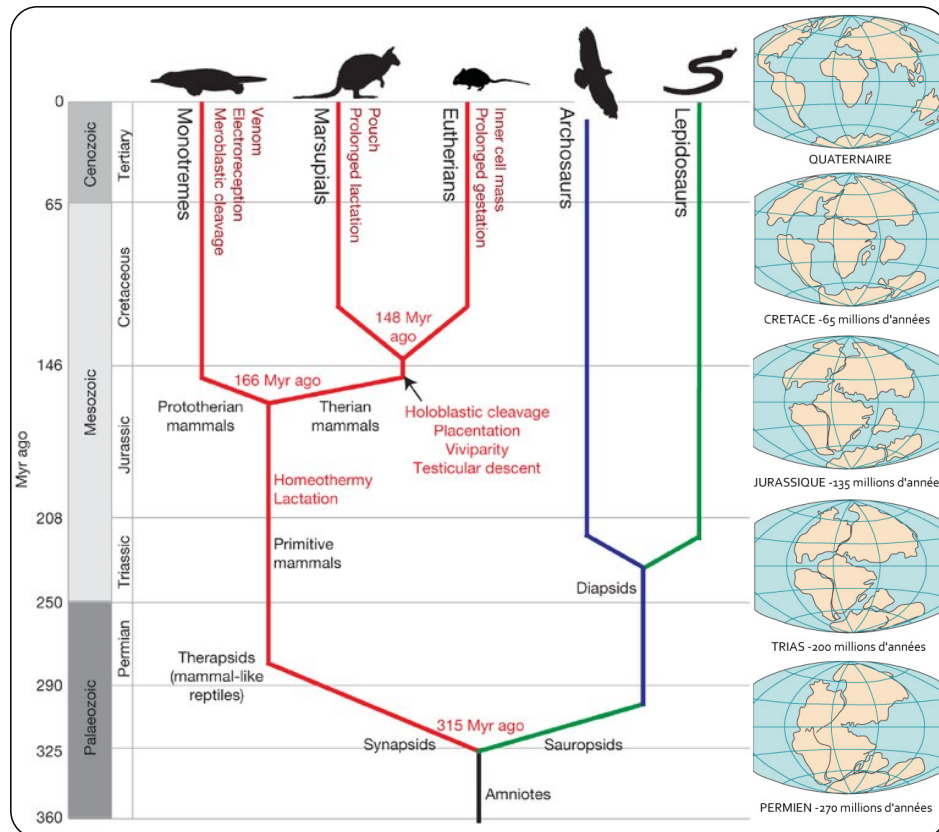 0
65
146
208
250
290
325
360
Myr ago
Cenozoic
Mesozoic
Palaeozoic
Tertiary
Cretaceous
Jurassic
Triassic
Permian
Monotremes
Venom
Electroreception
Meroblastic cleavage
Marsupials
Pouch
Prolonged lactation
Eutherians
Inner cell mass
Prolonged gestation
Archosaurs
Lepidosaurs
148 Myr
ago
166 Myr ago
Prototherian
mammals
Therian
mammals
Holoblastic cleavage
Placentation
Viviparity
Testicular descent
Homeothermy
Lactation
Primitive
mammals
Diapsids
Therapsids
(mammal-like
reptiles)
315 Myr ago
Synapsids
Sauropsids
Amniotes
QUATERNAIRE
CRETACE -65 millions d'années
JURASSIQUE -135 millions d'année
TRIAS -200 millions d'années
PERMIEN -270 millions d'années